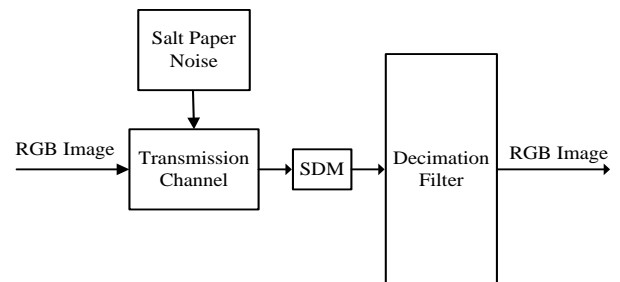 Salt Paper
Noise
RGB Image
Transmission
Channel
SDM
Decimation
Filter
RGB Image